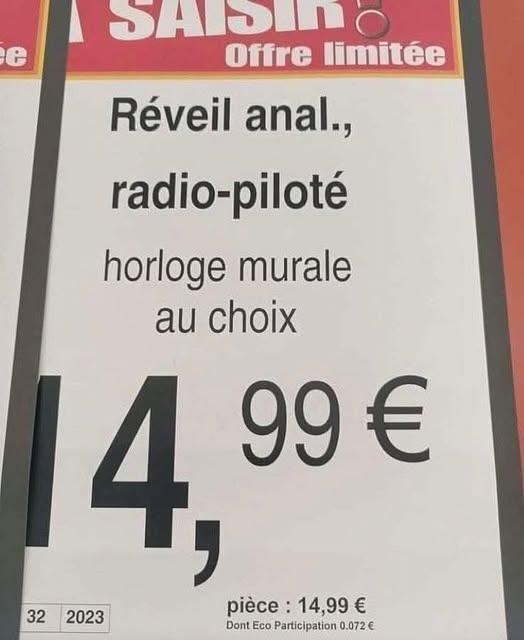 À SAISIR !
ée
Offre limitée
Réveil anal.,
radio-piloté
horloge murale
au choix
14,99 €
pièce : 14,99 €
Dont Eco Participation 0.072 €
32 2023